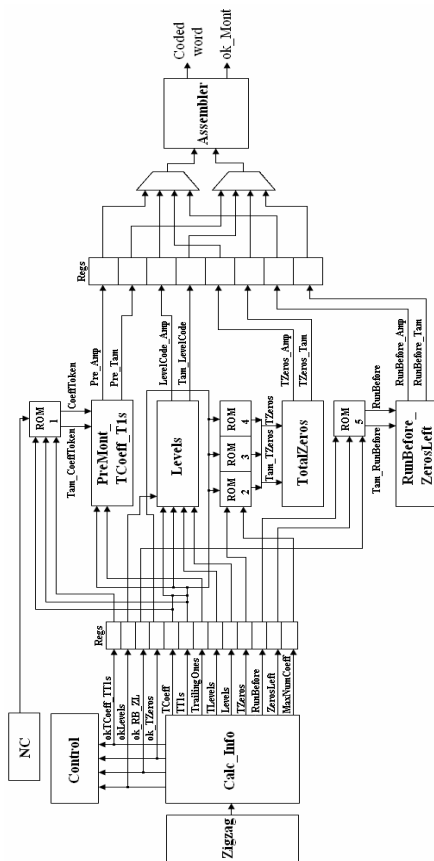 NC
Control
Zigzag
Calc_Info
okTCoeff_TT1s
okLevels
ok_RB_ZL
ok_TZeros
TCoeff
TT1s
TrailingOnes
TLevels
Levels
TZeros
RunBefore
ZerosLeft
MaxNumCoeff
Regs
ROM
1
Tam_CoeffToken
CoeffToken
PreMont_
TCoeff_T1s
Levels
ROM
2
ROM
3
ROM
4
Tam_TZeros
TZeros
TotalZeros
ROM
5
Tam_RunBefore
RunBefore
RunBefore_
ZerosLeft
Pre_Amp
Pre_Tam
LevelCode_Amp
Tam_LevelCode
TZeros_Amp
TZeros_Tam
RunBefore_Amp
RunBefore_Tam
Regs
Assembler
Coded
word
ok_Mont